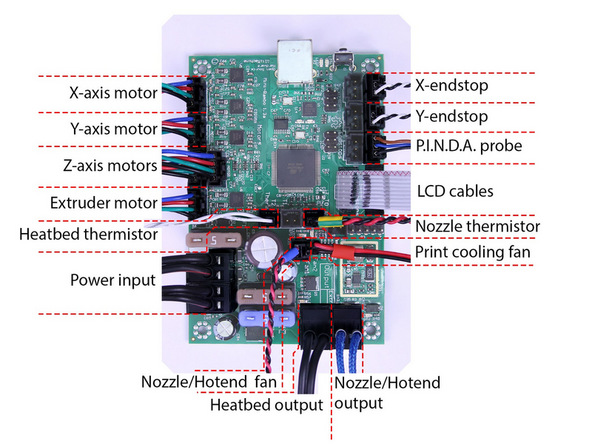 X-axis motor
Y-axis motor
Z-axis motors
Extruder motor
Heatbed thermistor
Power input
X-endstop
Y-endstop
P.I.N.D.A. probe
LCD cables
Nozzle thermistor
Print cooling fan
5
Nozzle/Hotend fan
Heatbed output
Nozzle/Hotend
output